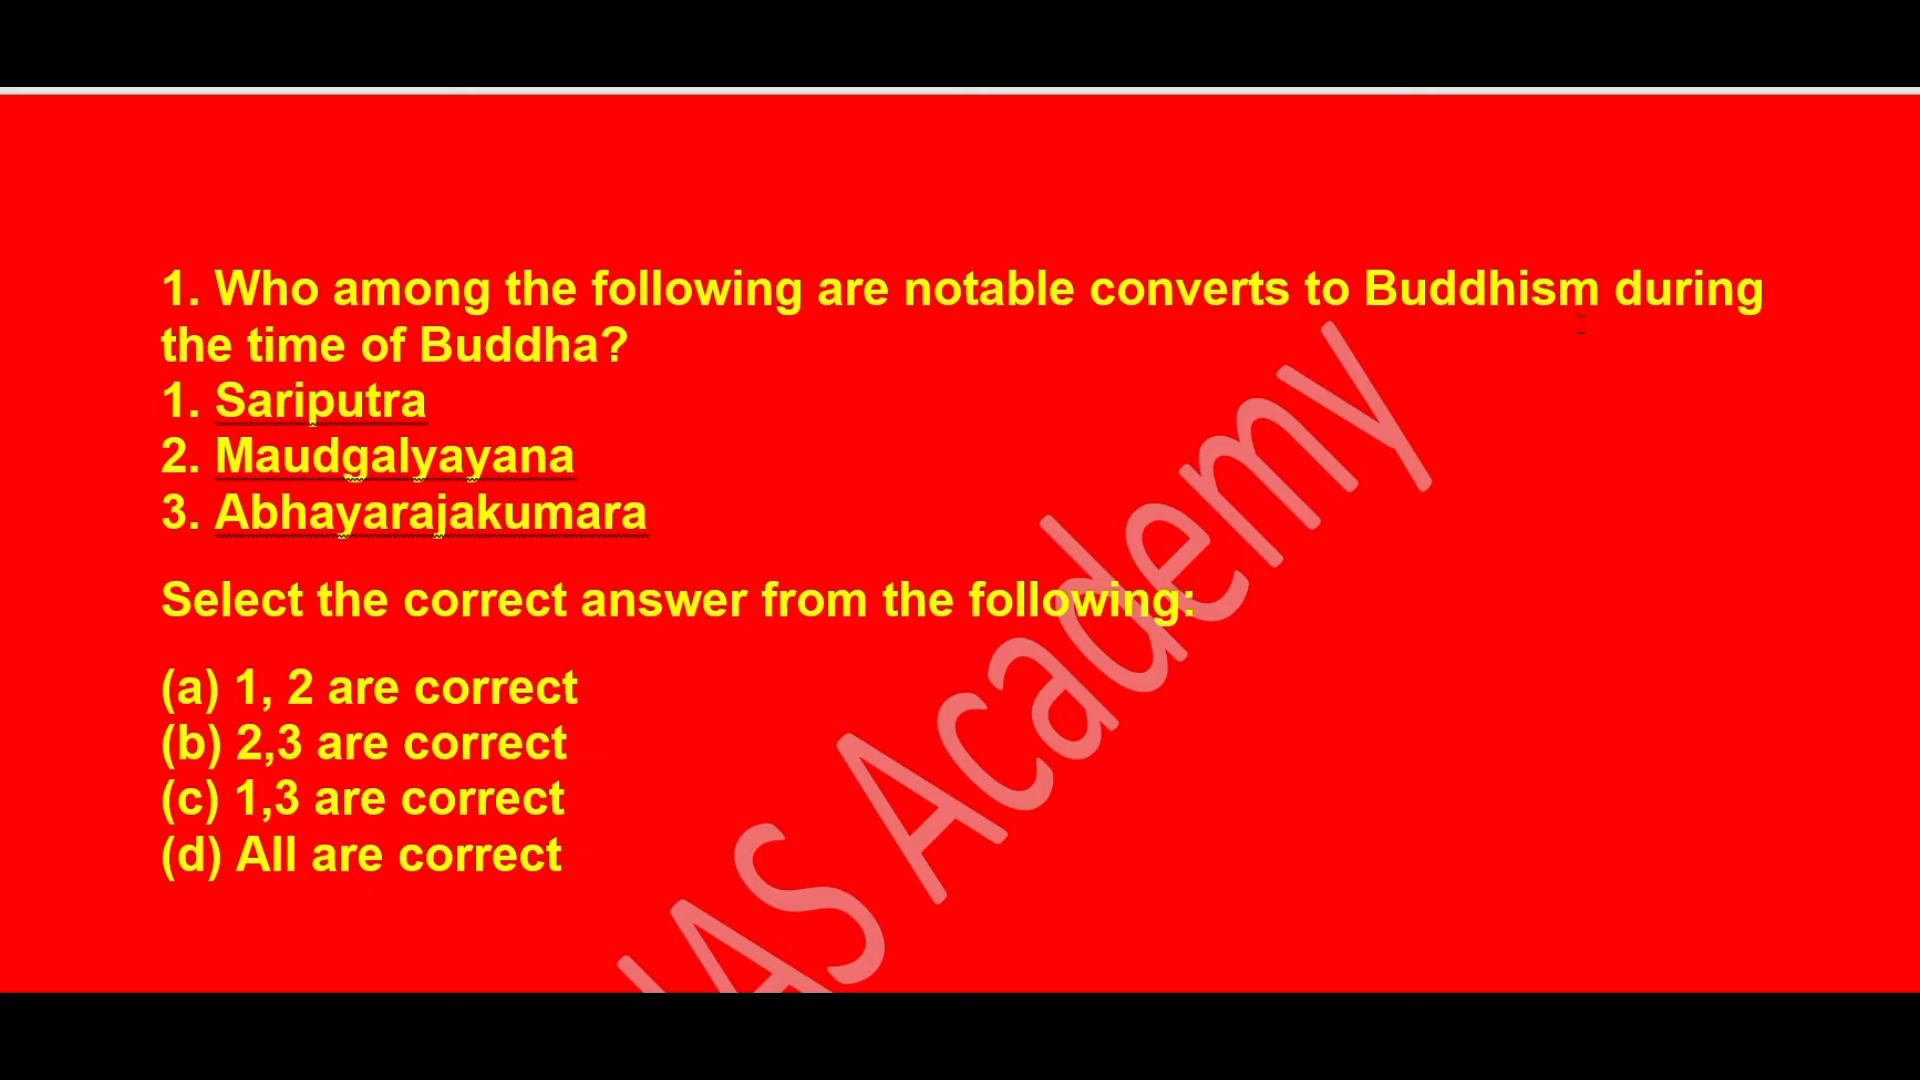 1. Who among the following are notable converts to Buddhism during
the time of Buddha?
1. Sariputra
2. Maudgalyayana
3. Abhayarajakumara
Select the correct answer from the following:
(a) 1, 2 are correct
(b) 2,3 are correct
(c) 1,3 are correct
(d) All are correct
IAS Academy